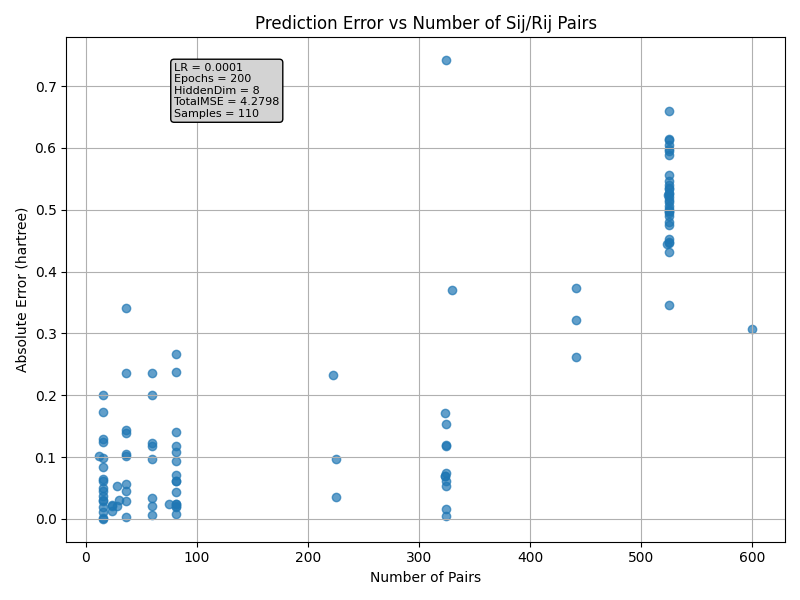 Prediction Error vs Number of Sij/Rij Pairs
LR = 0.0001
Epochs = 200
HiddenDim = 8
TotalMSE = 4.2798
Samples = 110
Absolute Error (hartree)
0.7
0.6
0.5
0.4
0.3
0.2
0.1
0.0
0 100 200 300 400 500 600
Number of Pairs